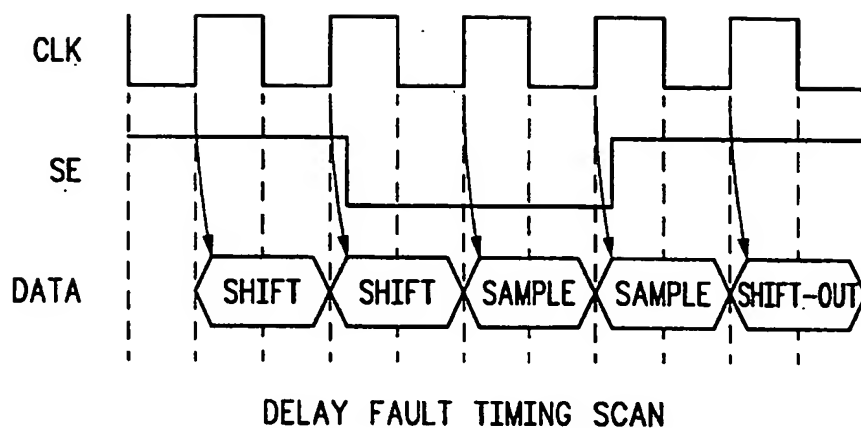 CLK
SE
DATA SHIFT SHIFT SAMPLE SAMPLE SHIFT-OUT
DELAY FAULT TIMING SCAN